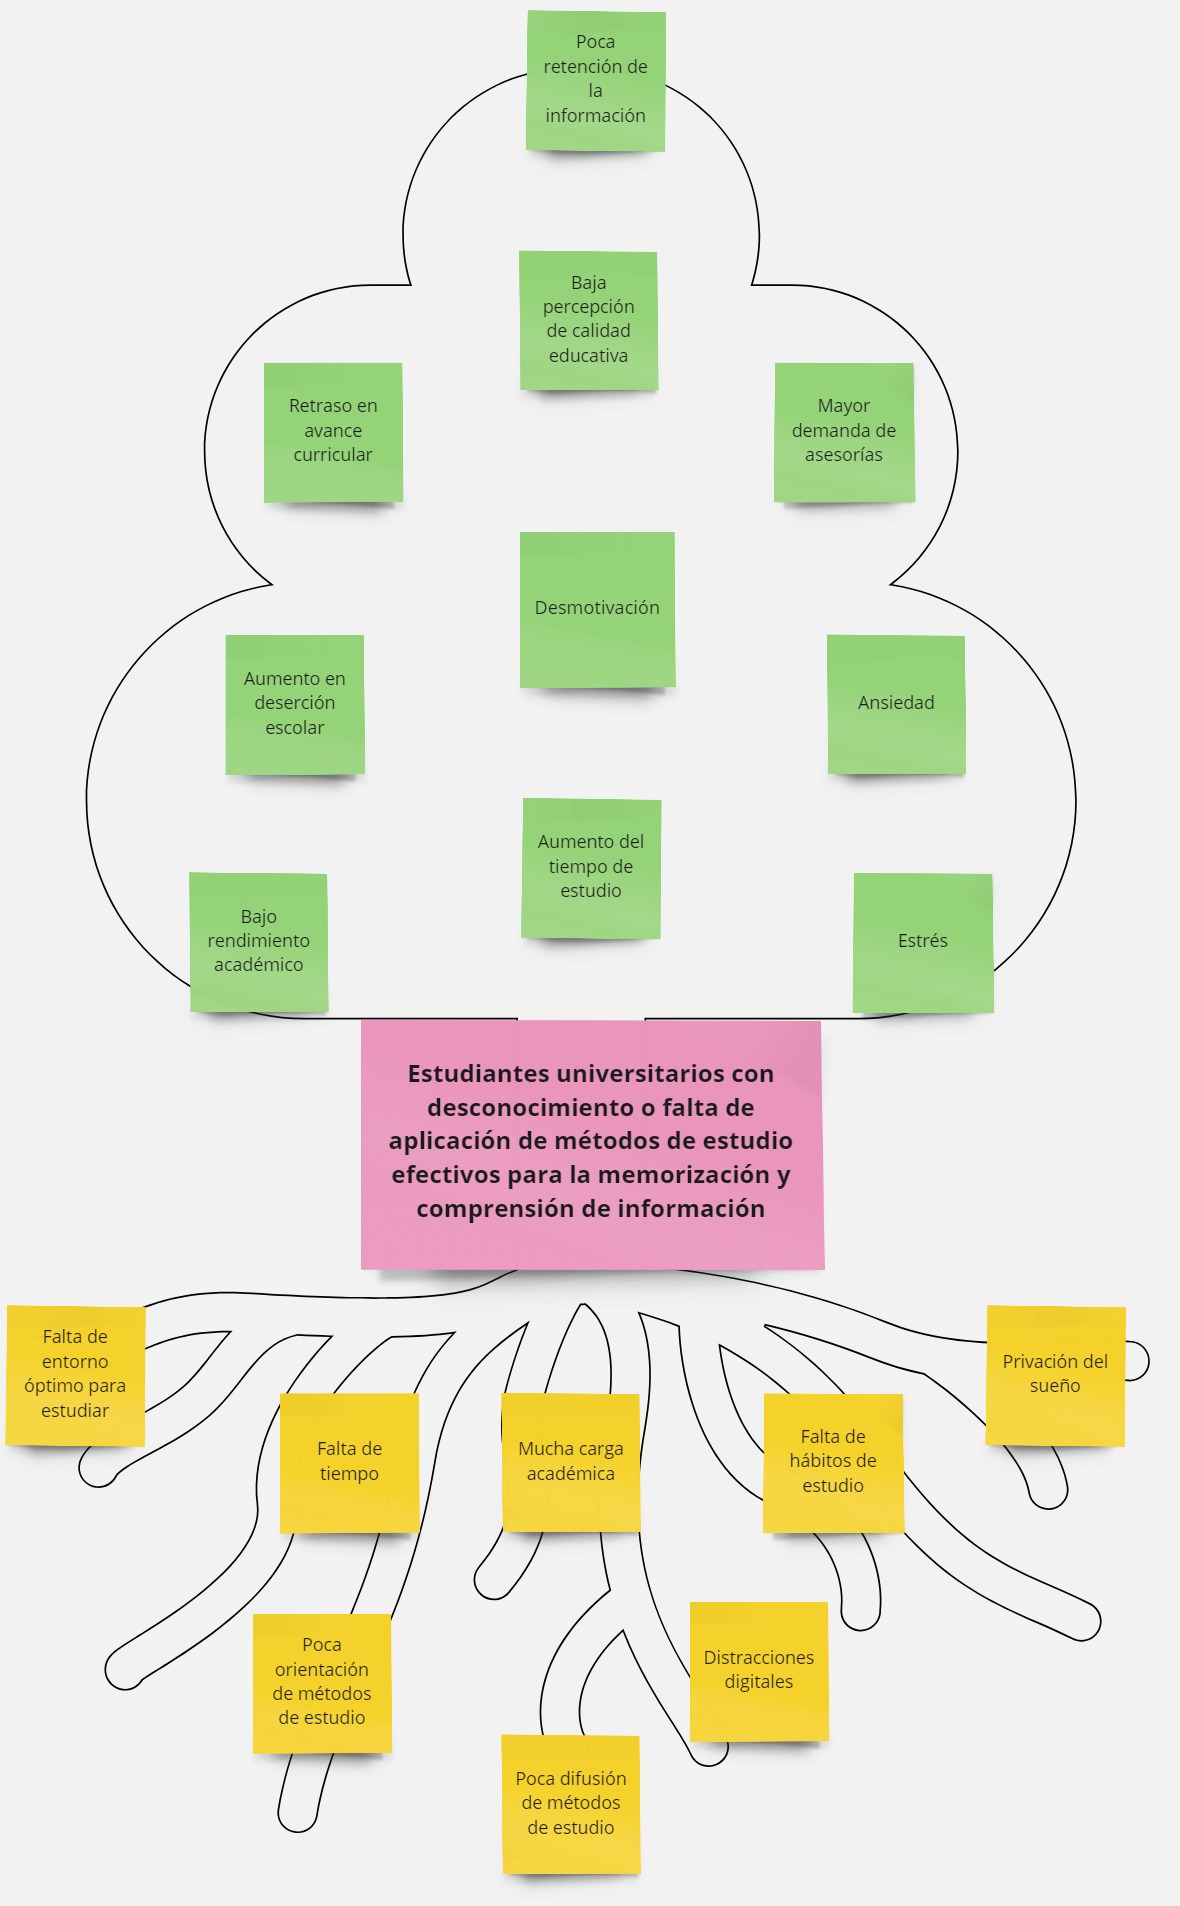 Poca
retención de
la
información
Baja
percepción
de calidad
educativa
Retraso en
avance
curricular
Mayor
demanda de
asesorías
Desmotivación
Aumento en
deserción
escolar
Ansiedad
Aumento del
tiempo de
estudio
Bajo
rendimiento
académico
Estrés
Estudiantes universitarios con
desconocimiento o falta de
aplicación de métodos de estudio
efectivos para la memorización y
comprensión de información
Falta de
entorno
óptimo para
estudiar
Privación del
sueño
Falta de
tiempo
Mucha carga
académica
Falta de
hábitos de
estudio
Poca
orientación
de métodos
de estudio
Distracciones
digitales
Poca difusión
de métodos
de estudio